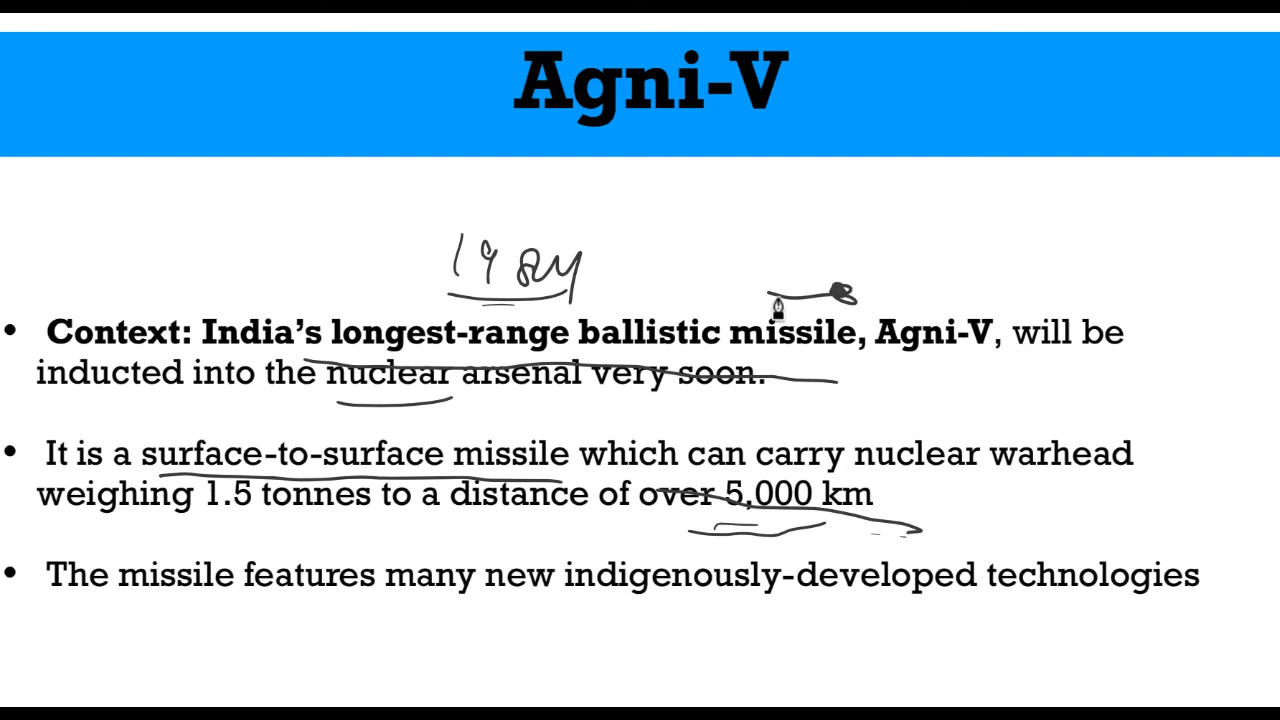 Agni-V
• Context: India's longest-range ballistic missile, Agni-V, will be
inducted into the nuclear arsenal very soon.
• It is a surface-to-surface missile which can carry nuclear warhead
weighing 1.5 tonnes to a distance of over 5,000 km
• The missile features many new indigenously-developed technologies